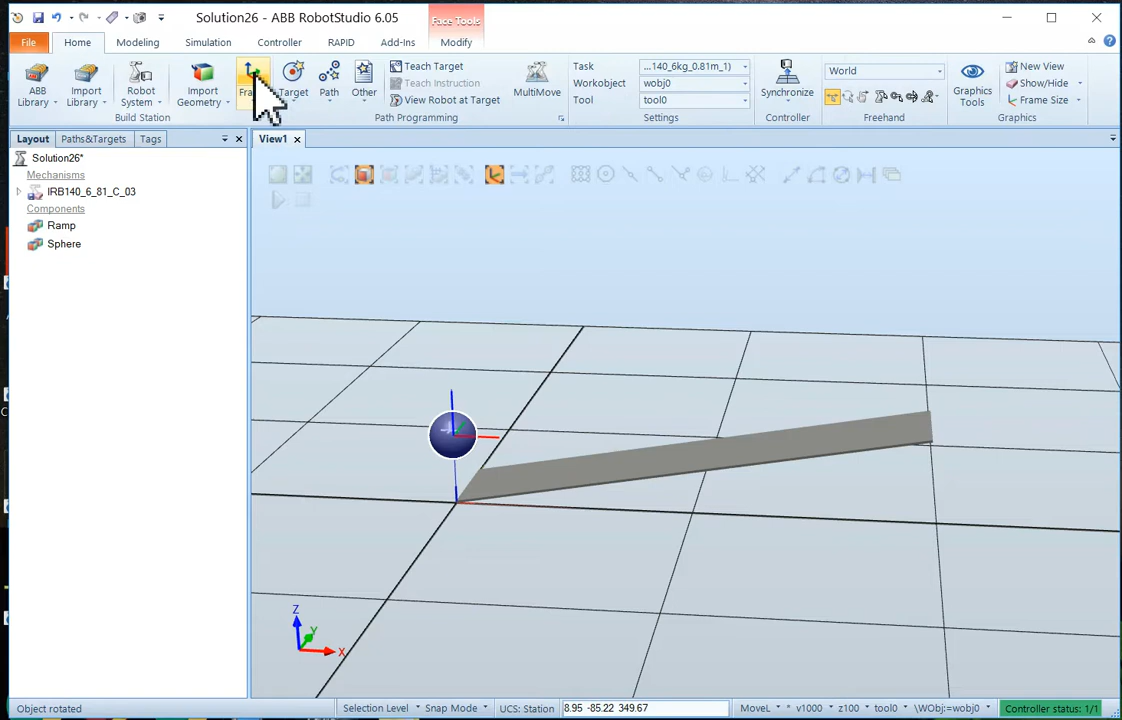 Solution26 - ABB RobotStudio 6.05
Face Tools
File
Home
Modeling
Simulation
Controller
RAPID
Add-Ins
Modify
ABB
Library
Import
Library
Robot
System
Import
Geometry
Build Station
Fra
Target
Path
Other
Teach Target
Teach Instruction
View Robot at Target
MultiMove
Path Programming
Task
...140_6kg_0.81m_1)
Workobject
wobj0
Tool
tool0
Settings
Synchronize
Controller
World
Freehand
Graphics
Tools
New View
Show/Hide
Frame Size
Graphics
Layout
Paths&Targets
Tags
View1
Solution26*
Mechanisms
IRB140_6_81_C_03
Components
Ramp
Sphere
Z
Y
X
Object rotated
Selection Level
Snap Mode
UCS: Station
8.95 -85.22 349.67
MoveL
* v1000
z100
tool0
\WObj:=wobj0
Controller status: 1/1